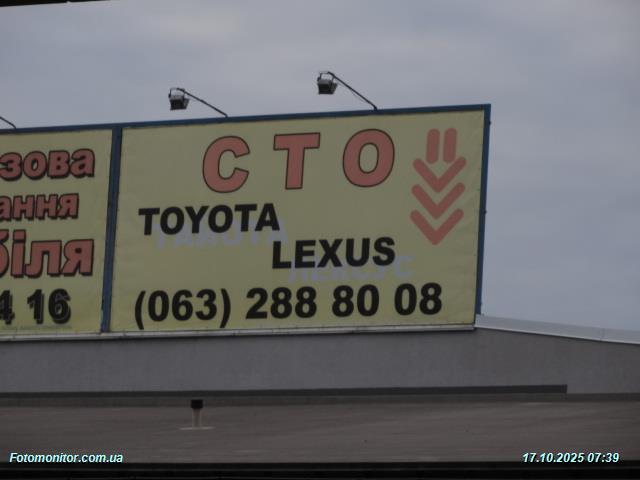 зова
ання
біля
4 16
СТО
TOYOTA
LEXUS
(063) 288 80 08
Fotomonitor.com.ua
17.10.2025 07:39